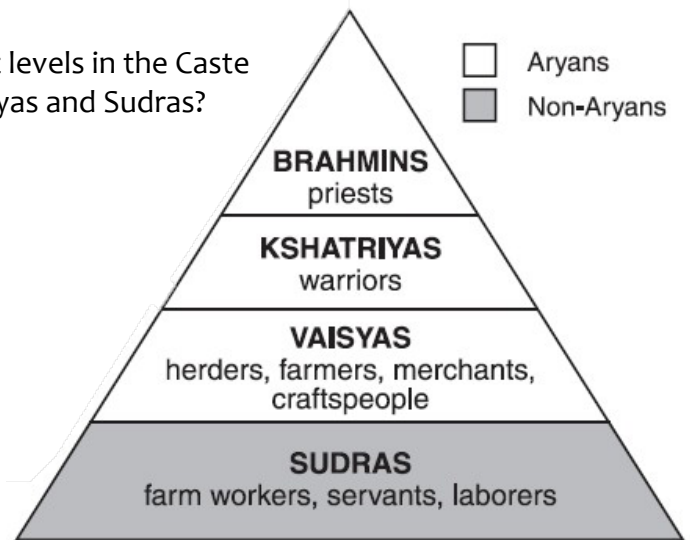 levels in the Caste
yas and Sudras?
Aryans
Non-Aryans
BRAHMINS
priests
KSHATRIYAS
warriors
VAISYAS
herders, farmers, merchants,
craftspeople
SUDRAS
farm workers, servants, laborers